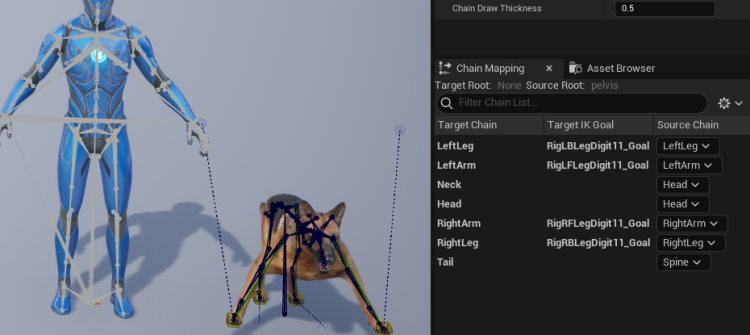 Chain Draw Thickness 0.5
Chain Mapping × Asset Browser
Target Root: None Source Root: pelvis
Filter Chain List...
Target Chain Target IK Goal Source Chain
LeftLeg RigLBLegDigit11_Goal LeftLeg
LeftArm RigLFLegDigit11_Goal LeftArm
Neck Head
Head Head
RightArm RigRFLegDigit11_Goal RightArm
RightLeg RigRBLegDigit11_Goal RightLeg
Tail Spine